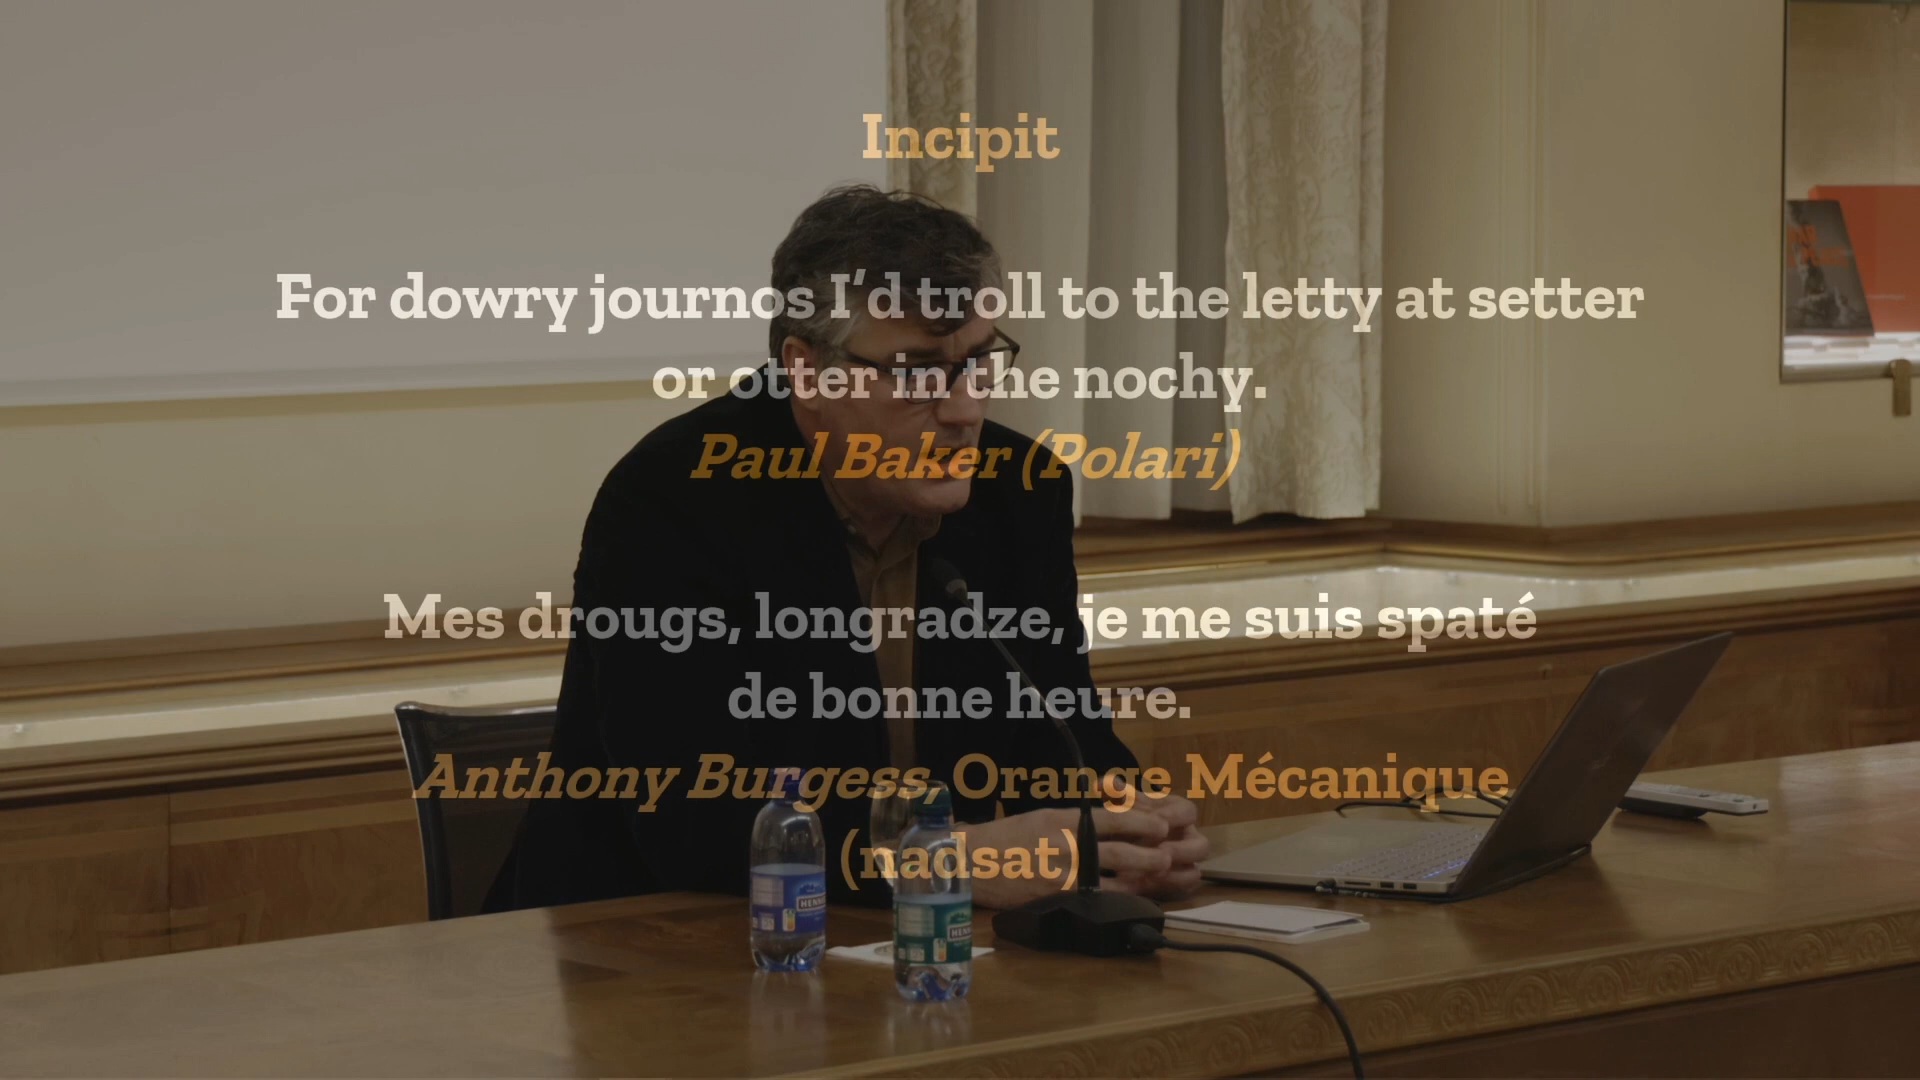 Incipit
For dowry journos I’d troll to the letty at setter
or otter in the nochy.
Paul Baker (Polari)
Mes drougs, longradze, je me suis spaté
de bonne heure.
Anthony Burgess, Orange Mécanique
(nadsat)